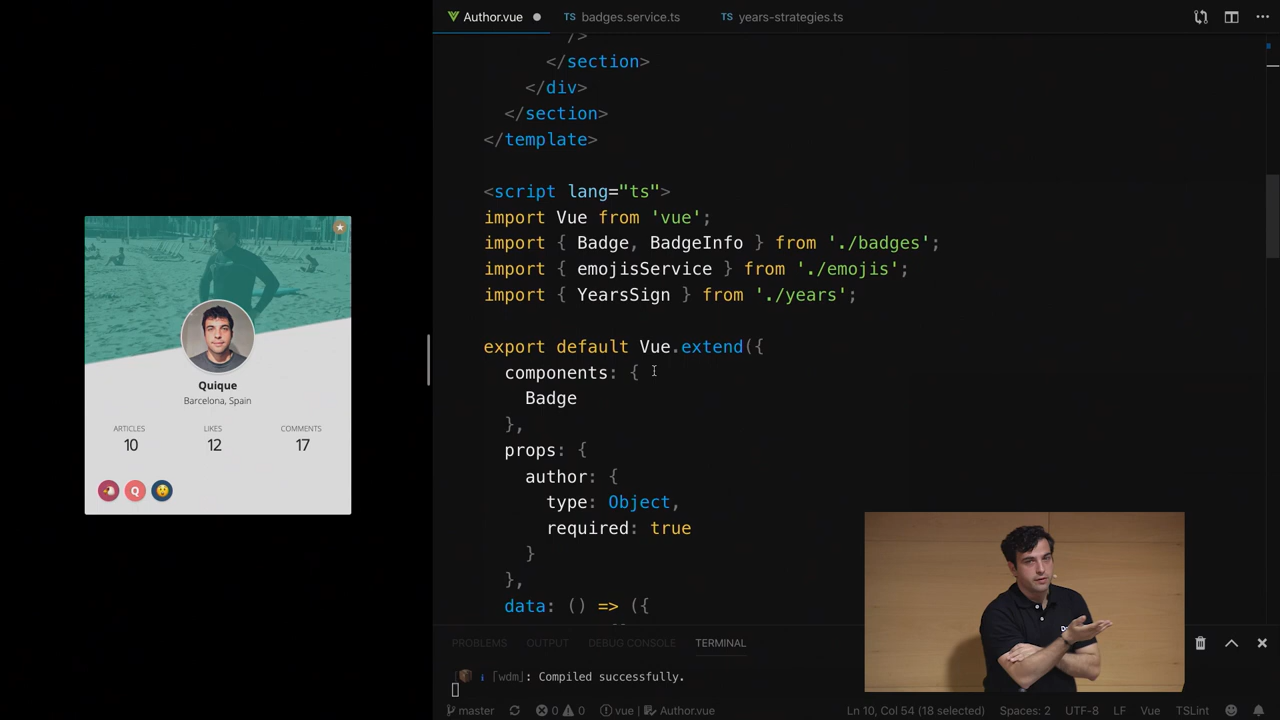 Author.vue
TS badges.service.ts
TS years-strategies.ts
/>
</section>
</div>
</section>
</template>
<script lang="ts">
import Vue from 'vue';
import { Badge, BadgeInfo } from './badges';
import { emojisService } from './emojis';
import { YearsSign } from './years';
export default Vue.extend({
components: {
Badge
},
props: {
author: {
type: Object,
required: true
}
},
data: () => ({
Quique
Barcelona, Spain
ARTICLES LIKES COMMENTS
10 12 17
Q
PROBLEMS OUTPUT DEBUG CONSOLE TERMINAL
i [wdm]: Compiled successfully.
master 0 0 vue | Author.vue Ln 10, Col 54 (18 selected) Spaces: 2 UTF-8 LF Vue TSLint